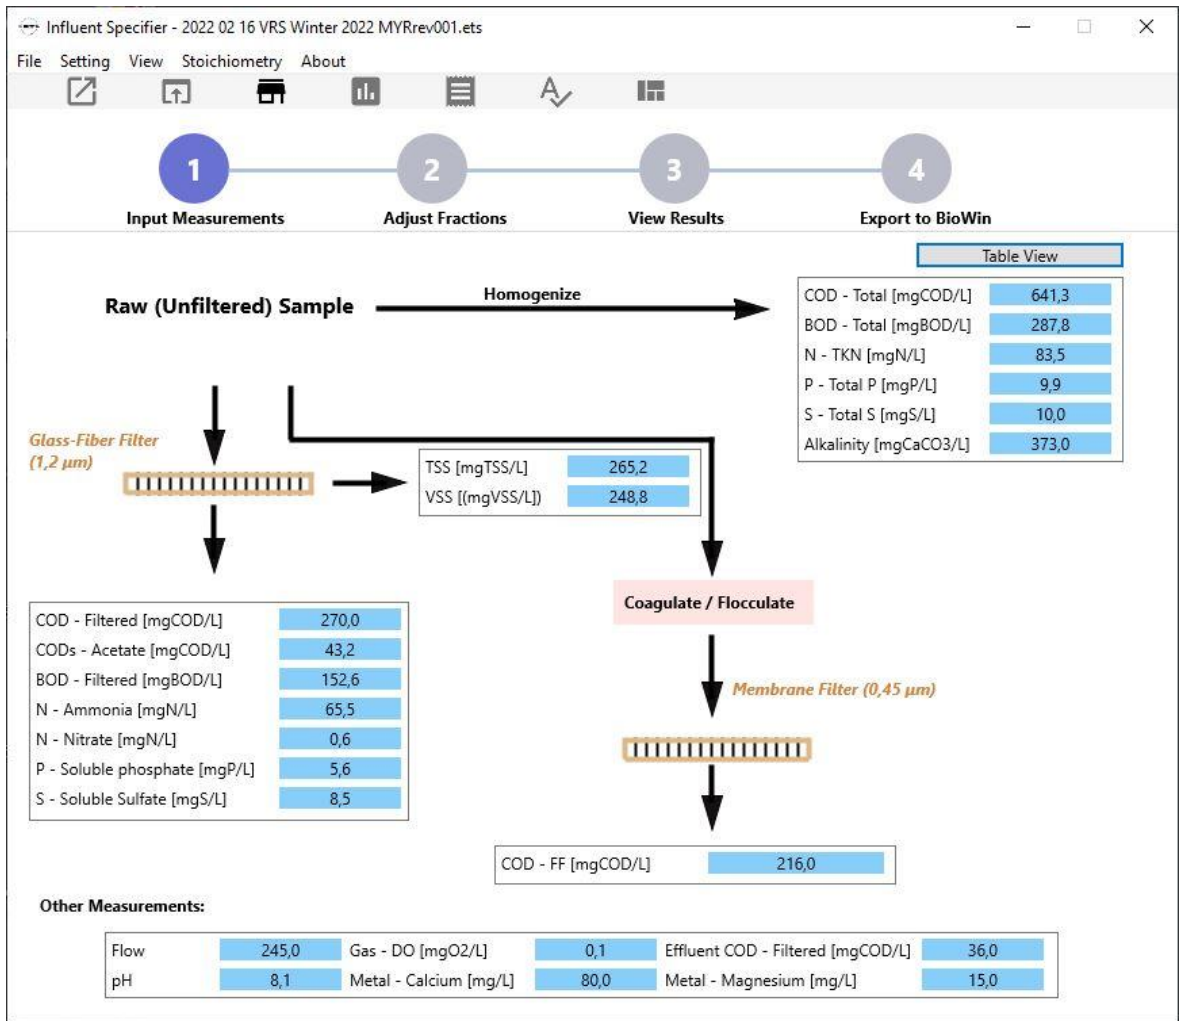 Influent Specifier - 2022 02 16 VRS Winter 2022 MYRrev001.ets
File Setting View Stoichiometry About
1 2 3 4
Input Measurements Adjust Fractions View Results Export to BioWin
Table View
Raw (Unfiltered) Sample
Homogenize
COD - Total [mgCOD/L] 641,3
BOD - Total [mgBOD/L] 287,8
N - TKN [mgN/L] 83,5
P - Total P [mgP/L] 9,9
S - Total S [mgS/L] 10,0
Alkalinity [mgCaCO3/L] 373,0
Glass-Fiber Filter
(1,2 µm)
TSS [mgTSS/L] 265,2
VSS [(mgVSS/L]) 248,8
Coagulate / Flocculate
COD - Filtered [mgCOD/L] 270,0
CODs - Acetate [mgCOD/L] 43,2
BOD - Filtered [mgBOD/L] 152,6
N - Ammonia [mgN/L] 65,5
N - Nitrate [mgN/L] 0,6
P - Soluble phosphate [mgP/L] 5,6
S - Soluble Sulfate [mgS/L] 8,5
Membrane Filter (0,45 µm)
COD - FF [mgCOD/L] 216,0
Other Measurements:
Flow 245,0 Gas - DO [mgO2/L] 0,1 Effluent COD - Filtered [mgCOD/L] 36,0
pH 8,1 Metal - Calcium [mg/L] 80,0 Metal - Magnesium [mg/L] 15,0